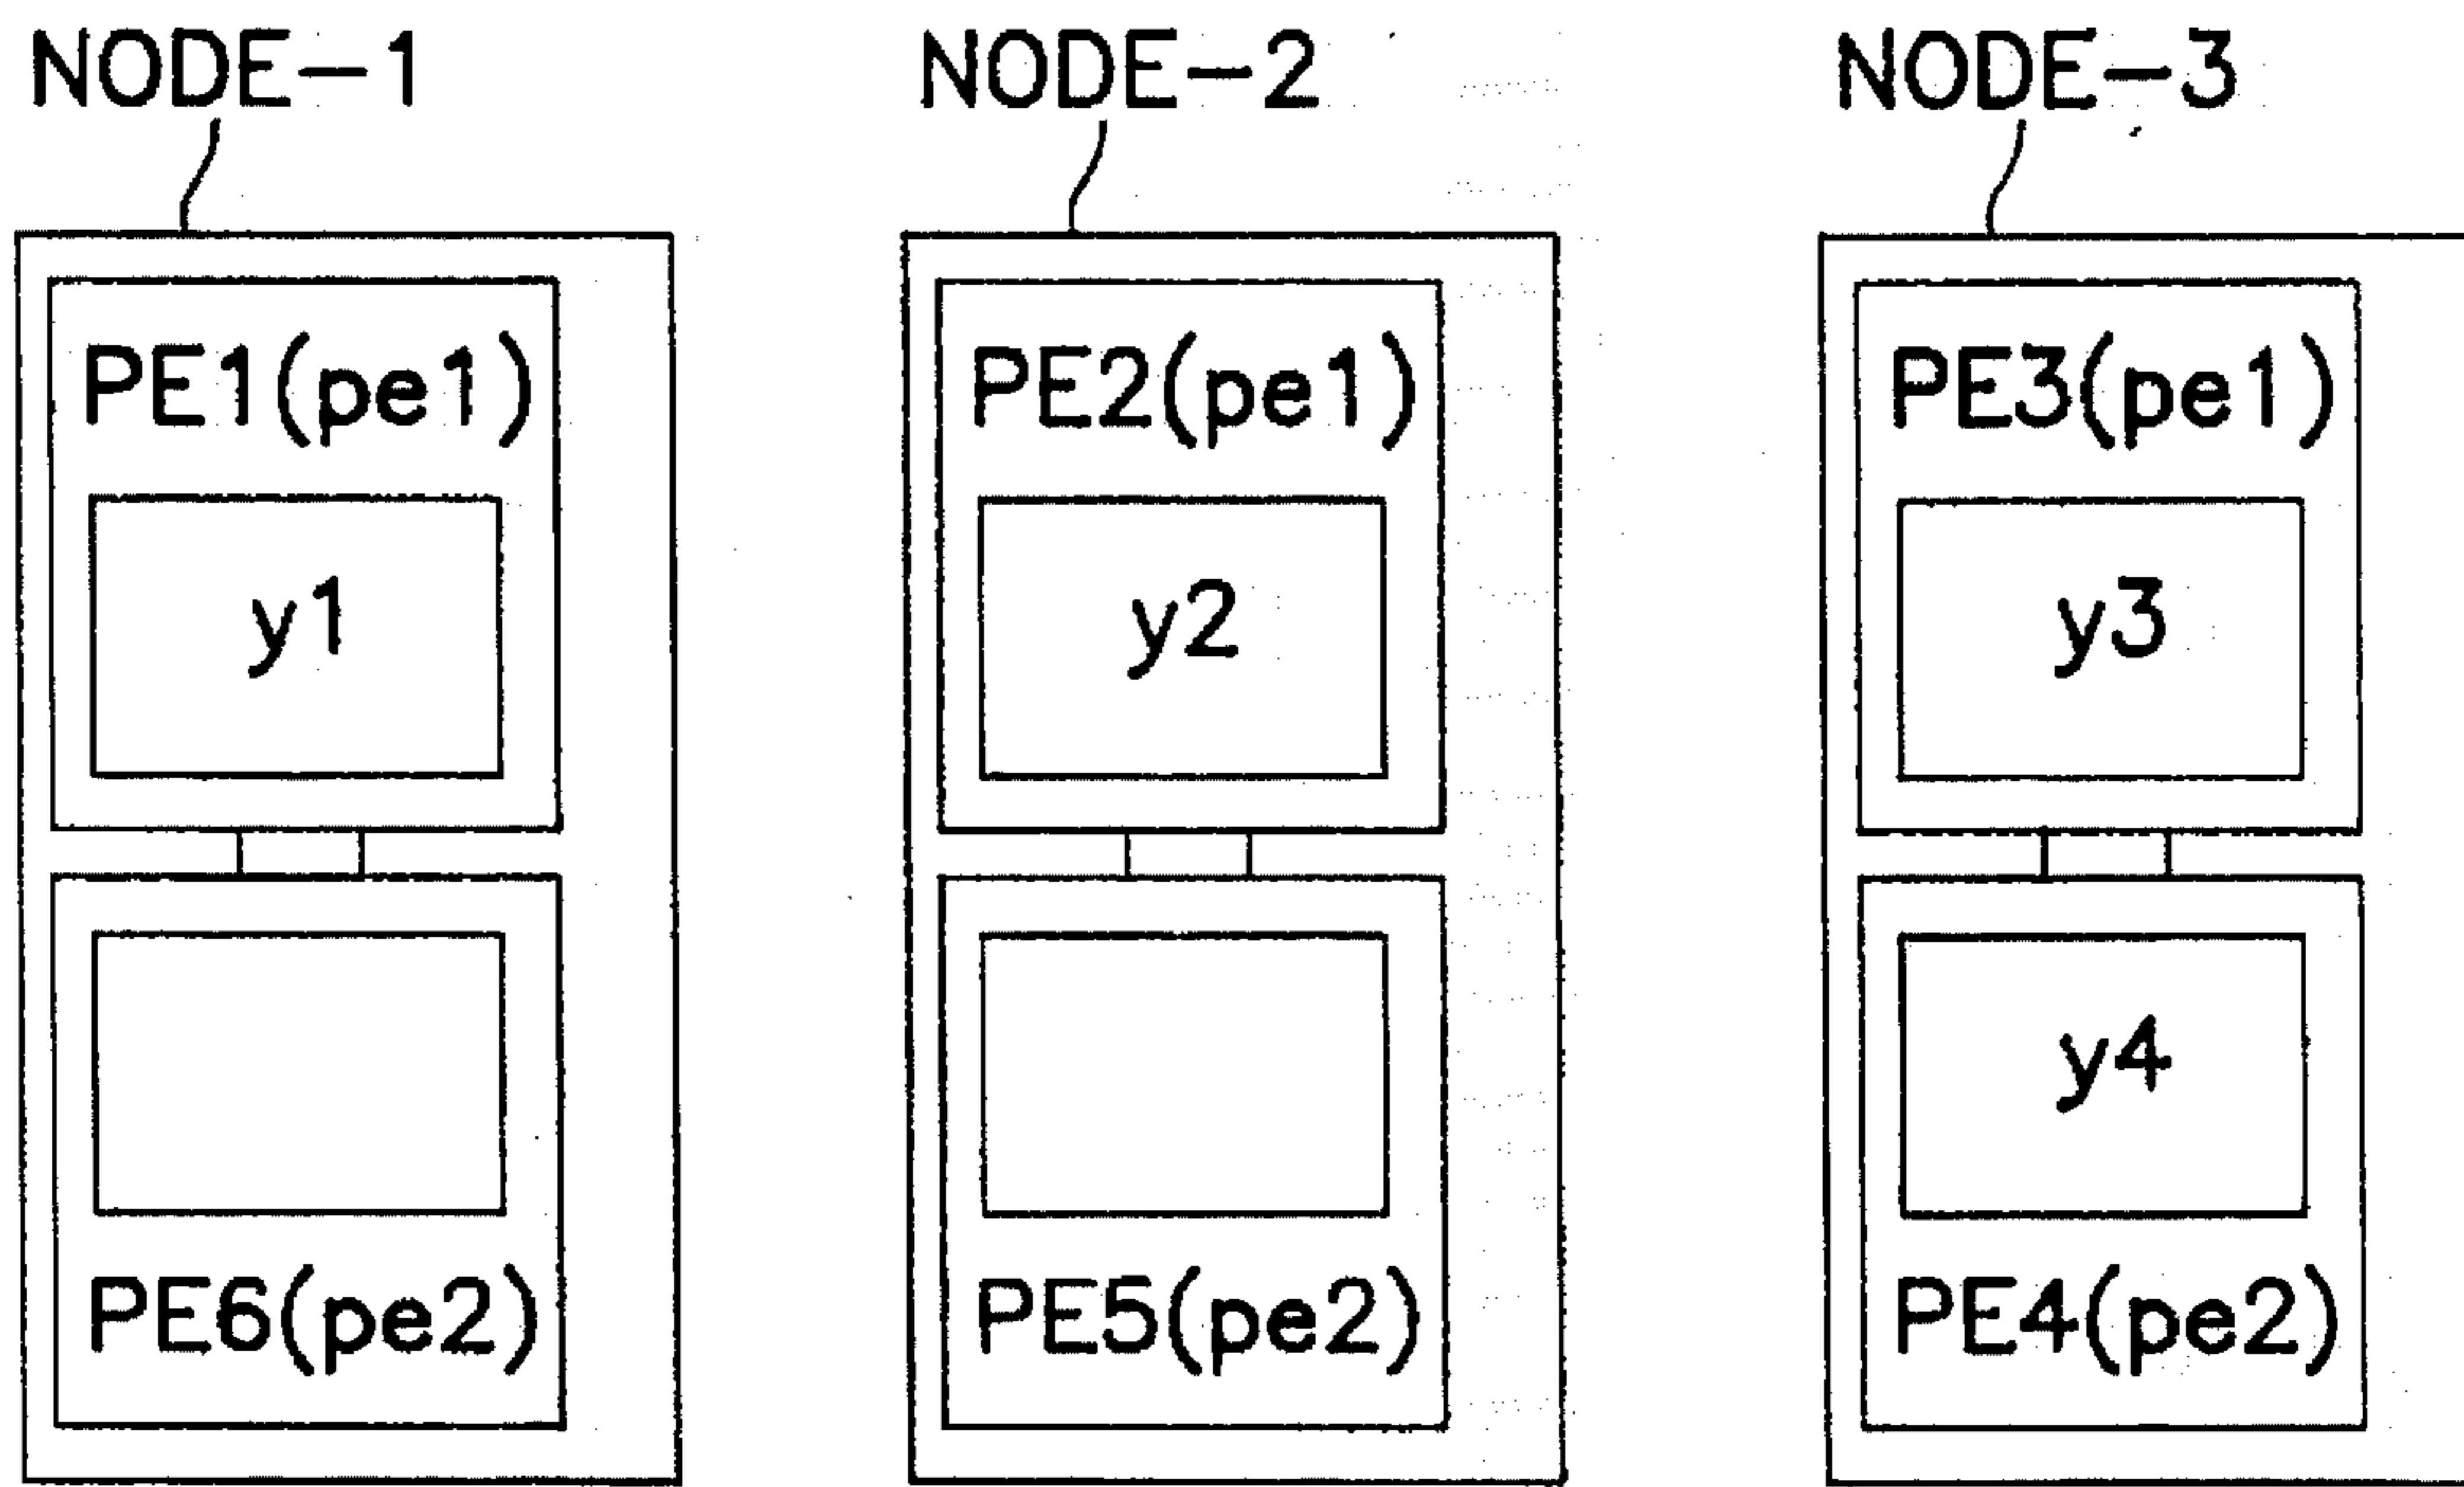 NODE-1
NODE-2
NODE-3
PE1(pe1)
PE2(pe1)
PE3(pe1)
y1
y2
y3
y4
PE6(pe2)
PE5(pe2)
PE4(pe2)